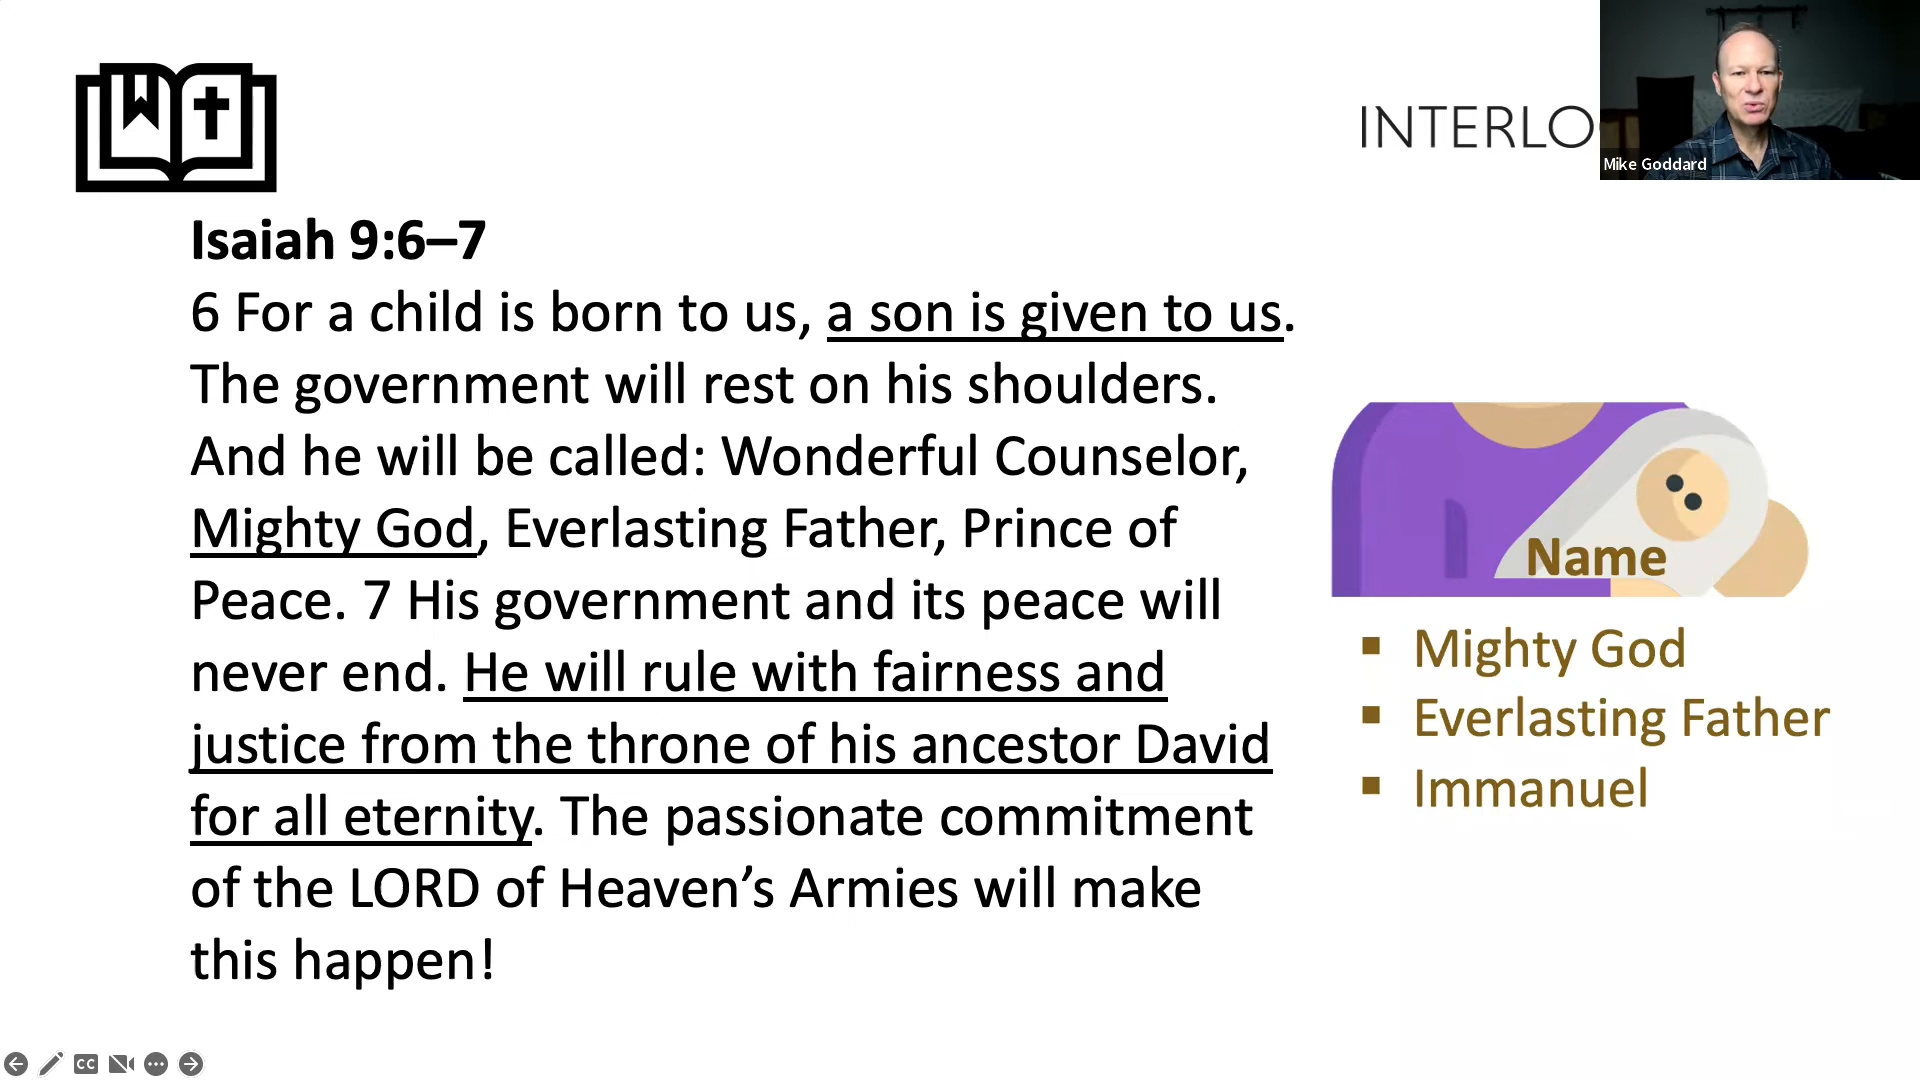 INTERLO
Mike Goddard
Isaiah 9:6–7
6 For a child is born to us, a son is given to us.
The government will rest on his shoulders.
And he will be called: Wonderful Counselor,
Mighty God, Everlasting Father, Prince of
Peace. 7 His government and its peace will
never end. He will rule with fairness and
justice from the throne of his ancestor David
for all eternity. The passionate commitment
of the LORD of Heaven’s Armies will make
this happen!
Name
▪ Mighty God
▪ Everlasting Father
▪ Immanuel
CC